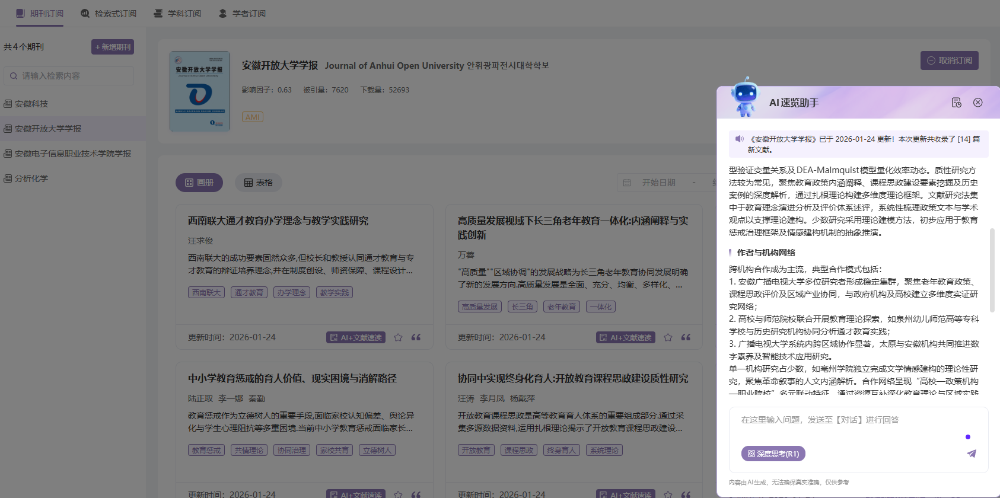 期刊订阅
检索式订阅
学科订阅
学者订阅
共4个期刊
+新增期刊
请输入检索内容
安徽科技
安徽开放大学学报
安徽电子信息职业技术学院学报
分析化学
安徽开放大学学报
安徽开放大学学报 Journal of Anhui Open University 안휘광파전시대학학보
影响因子：0.63 被引量：7620 下载量：52693
AMI
取消订阅
画册
表格
开始日期 -
西南联大通才教育办学理念与教学实践研究
汪求俊
西南联大的成功要素固然众多,但校长和教授认同通才教育与专
才教育的辩证培养理念,并在制度创设、师资保障、课程设计...
西南联大 通才教育 办学理念 教学实践
更新时间：2026-01-24 AI+文献速读
高质量发展视域下长三角老年教育一体化:内涵阐释与实
践创新
万蓉
"高质量""区域协调"的发展战略为长三角老年教育协同发展明确
了新的发展方向.高质量发展是全面、充分、均衡、多样化、...
高质量发展 长三角 老年教育 一体化
更新时间：2026-01-24 AI+文献速读
中小学教育惩戒的育人价值、现实困境与消解路径
陆正取 李一娜 秦勤
教育惩戒作为立德树人的重要手段,面临家校认知偏差、舆论异
化与学生心理阻抗等多重困境.当前中小学教育惩戒面临家长...
教育惩戒 共情理论 协同治理 家校共育 立德树人
更新时间：2026-01-24 AI+文献速读
协同中实现终身化育人:开放教育课程思政建设质性研究
汪涛 李月凤 杨戴萍
开放教育课程思政是高等教育育人体系的重要组成部分.通过采
集多源数据资料,运用扎根理论揭示了开放教育课程思政建设...
开放教育 课程思政 终身育人 系统理论
更新时间：2026-01-24 AI+文献速读
AI速览助手
《安徽开放大学学报》已于 2026-01-24 更新！本次更新共收录了 [14] 篇
新文献。
型验证变量关系及DEA-Malmquist模型量化效率动态。质性研究方
法较为常见，聚焦教育政策内涵阐释、课程思政建设要素挖掘及历史
案例的深度解析，通过扎根理论构建多维度理论框架。文献研究法集
中于教育理念演进分析及评价体系述评，系统性梳理政策文本与学术
观点以支撑理论建构。少数研究采用理论建模方法，初步应用于教育
惩戒治理框架及情感建构机制的抽象推演。
作者与机构网络
跨机构合作成为主流，典型合作模式包括：
1. 安徽广播电视大学多位研究者形成稳定集群，聚焦老年教育政策、
课程思政评价及区域产业协同，与政府机构及高校建立多维度实证研
究网络；
2. 高校与师范院校联合开展教育理论探索，如泉州幼儿师范高等专科
学校与历史研究机构协同分析通才教育实践；
3. 广播电视大学系统内跨区域协作显著，太原与安徽机构共同推进数
字素养及智能技术应用研究。
单一机构研究占少数，如亳州学院独立完成文学情感建构的理论性研
究，聚焦革命叙事的人文内涵解析。合作网络呈现“高校—政策机构
—职业院校”多元联动特征，通过资源互补深化教育理论与区域实践
在这里输入问题，发送至【对话】进行回答
深度思考(R1)
内容由AI生成，无法确保真实准确，仅供参考